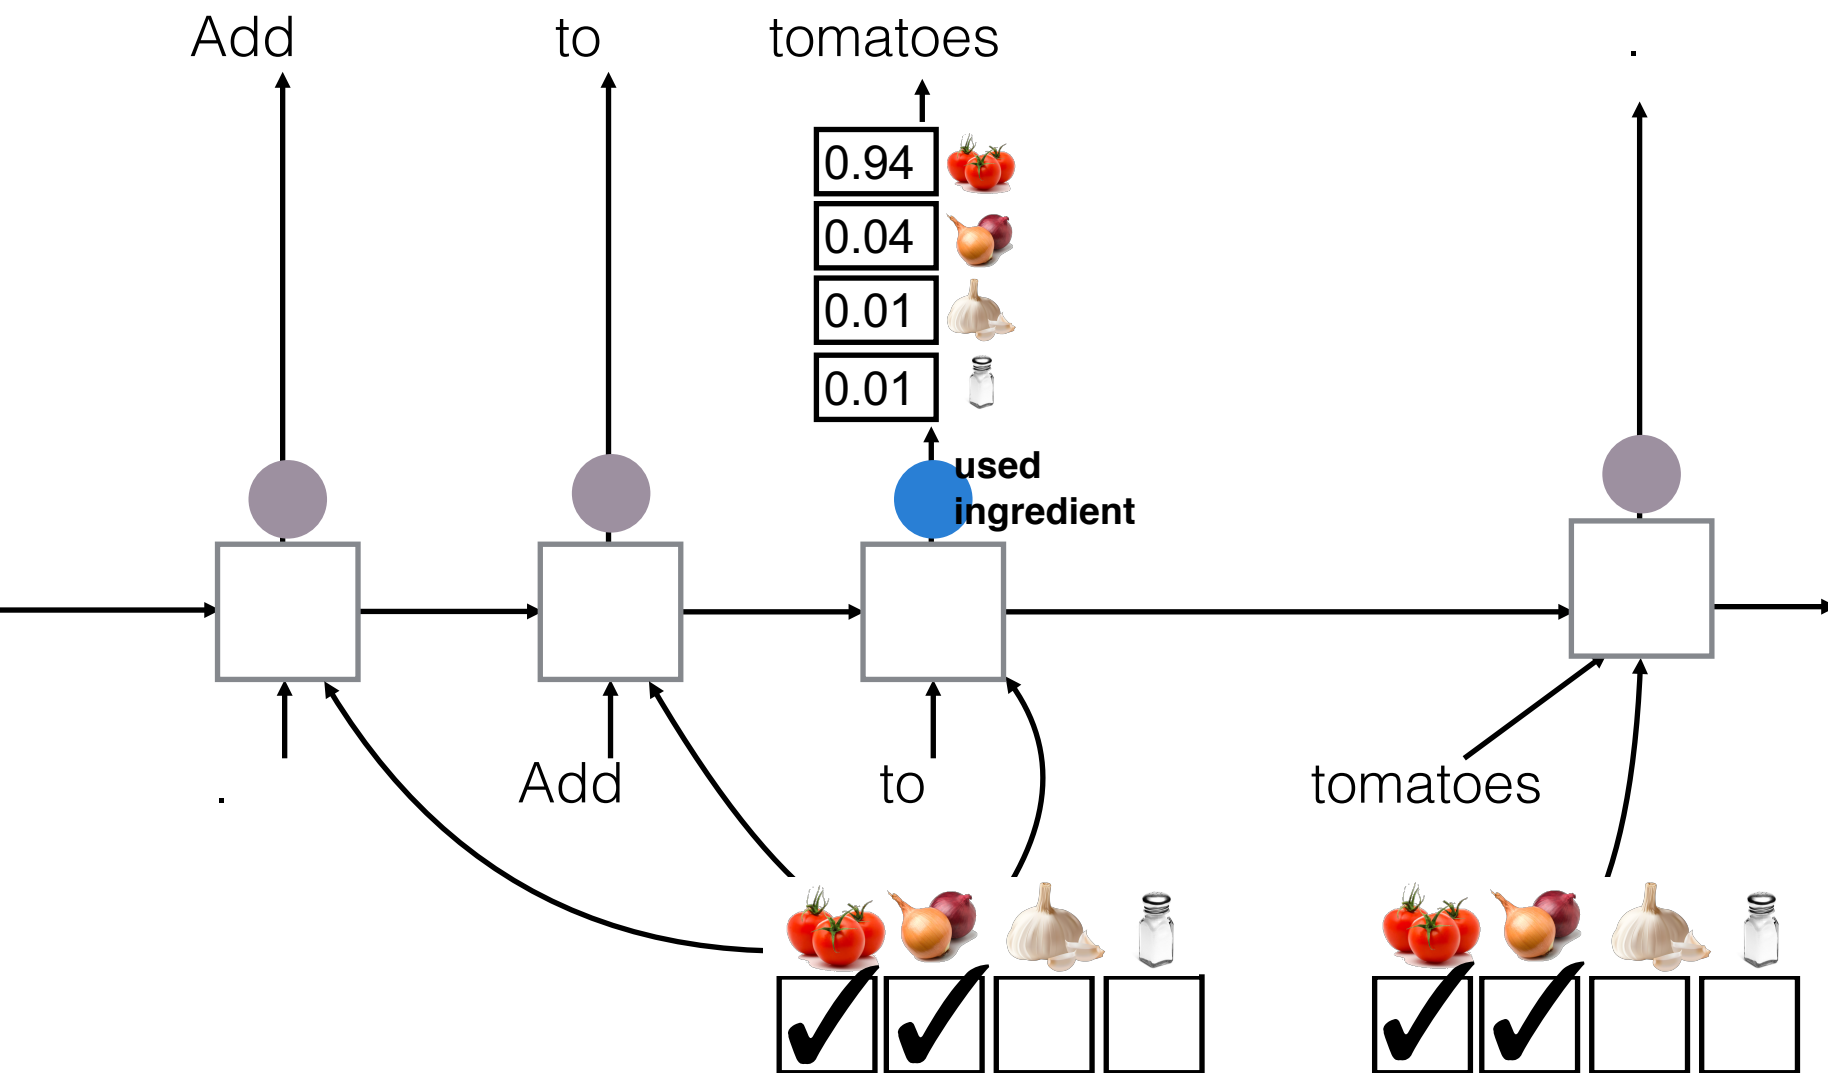 Add to tomatoes .
0.94
0.04
0.01
0.01
used
ingredient
. Add to tomatoes